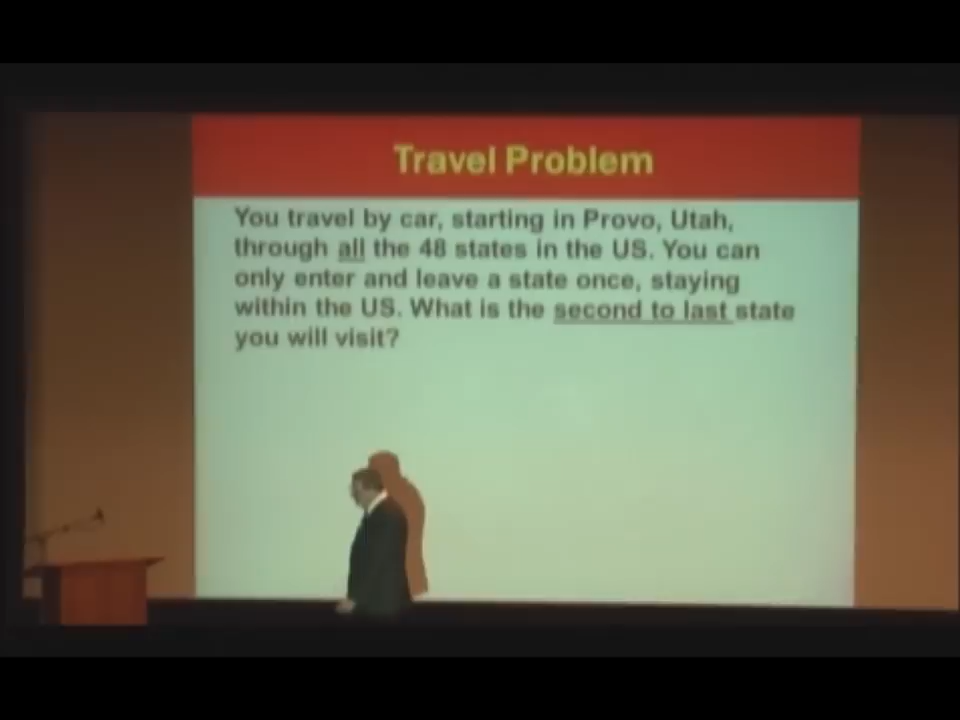 Travel Problem
You travel by car, starting in Provo, Utah,
through all the 48 states in the US. You can
only enter and leave a state once, staying
within the US. What is the second to last state
you will visit?